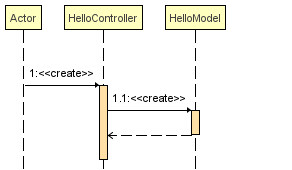 Actor HelloController HelloModel
1:<<create>>
1.1:<<create>>